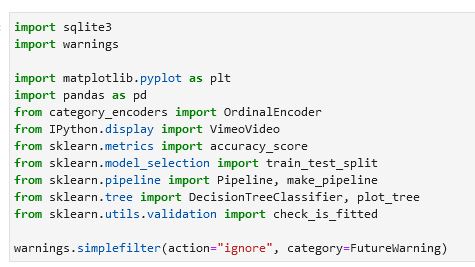 import sqlite3
import warnings
import matplotlib.pyplot as plt
import pandas as pd
from category_encoders import OrdinalEncoder
from IPython.display import VimeoVideo
from sklearn.metrics import accuracy_score
from sklearn.model_selection import train_test_split
from sklearn.pipeline import Pipeline, make_pipeline
from sklearn.tree import DecisionTreeClassifier, plot_tree
from sklearn.utils.validation import check_is_fitted
warnings.simplefilter(action="ignore", category=FutureWarning)